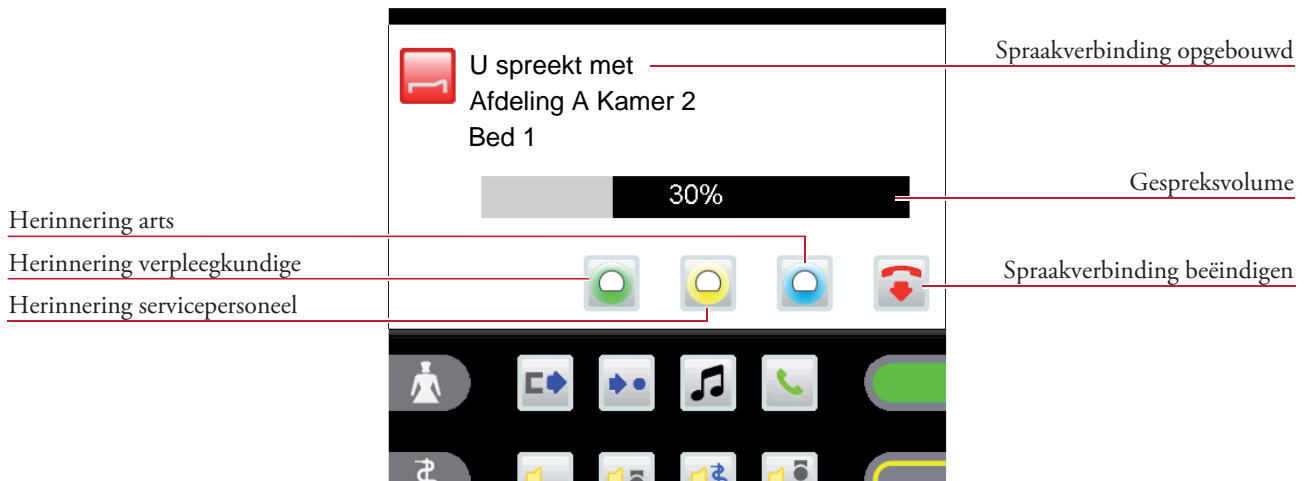 Spraakverbinding opgebouwd
U spreekt met
Afdeling A Kamer 2
Bed 1
Gespreksvolume
30%
Herinnering arts
Herinnering verpleegkundige
Spraakverbinding beëindigen
Herinnering servicepersoneel